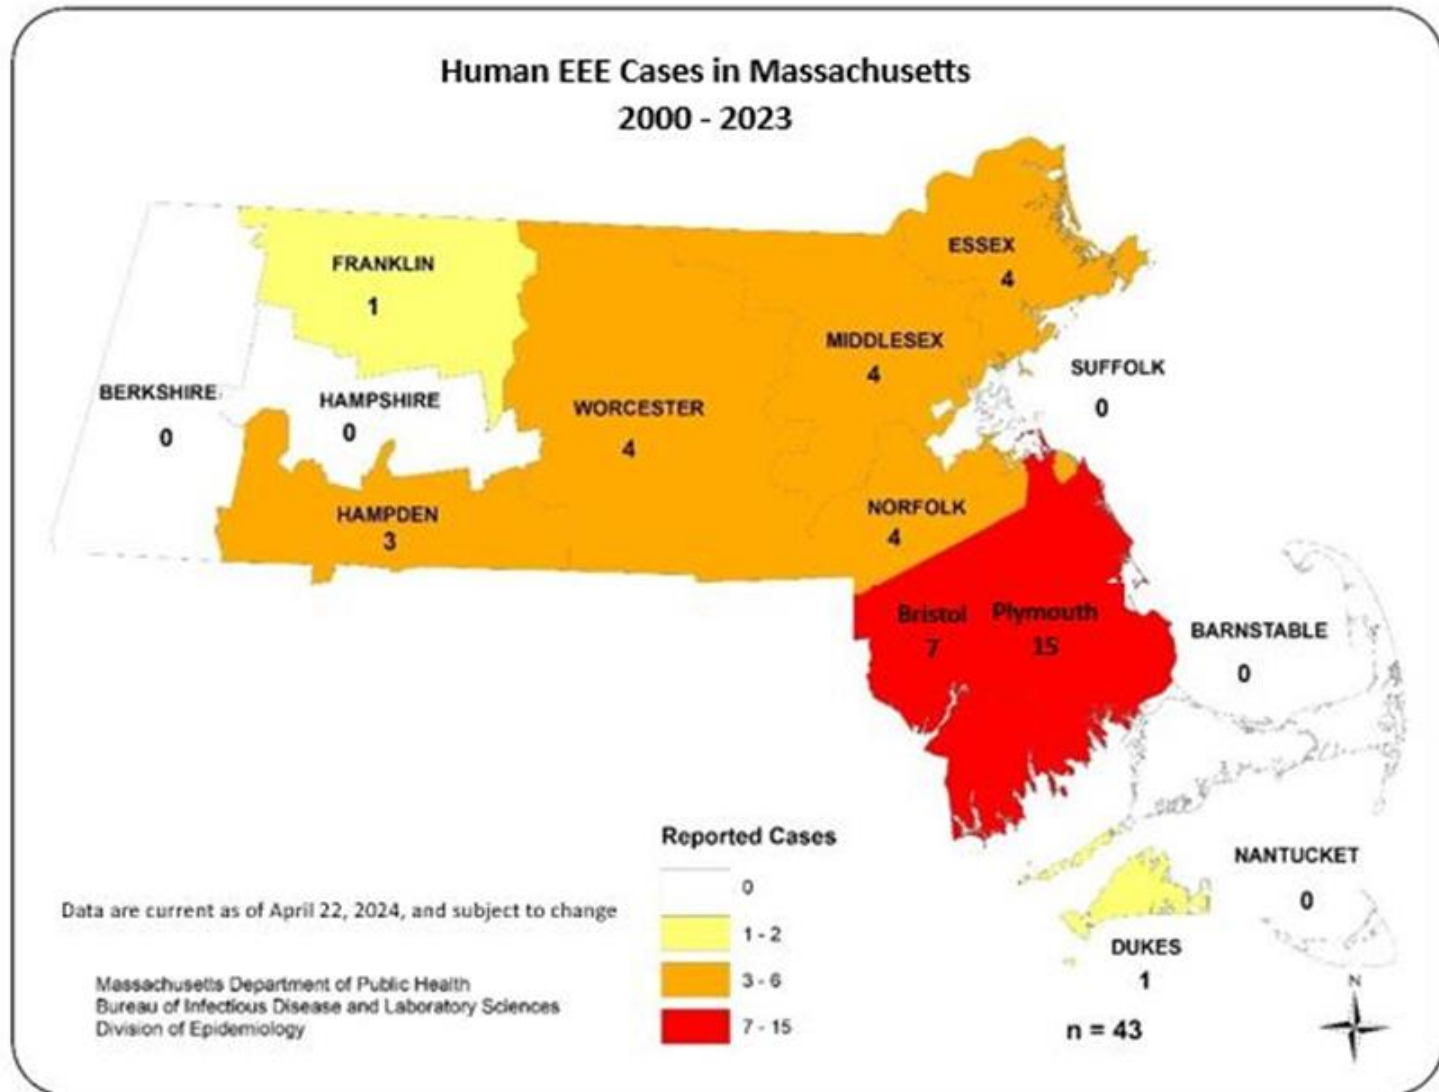 Human EEE Cases in Massachusetts
2000 - 2023
ESSEX
4
FRANKLIN
1
MIDDLESEX
4
SUFFOLK
0
BERKSHIRE
0
HAMPSHIRE
0
WORCESTER
4
HAMPDEN
3
NORFOLK
4
Bristol
7
Plymouth
15
BARNSTABLE
0
NANTUCKET
0
DUKES
1
Reported Cases
0
1 - 2
3 - 6
7 - 15
Data are current as of April 22, 2024, and subject to change
Massachusetts Department of Public Health
Bureau of Infectious Disease and Laboratory Sciences
Division of Epidemiology
n = 43
N